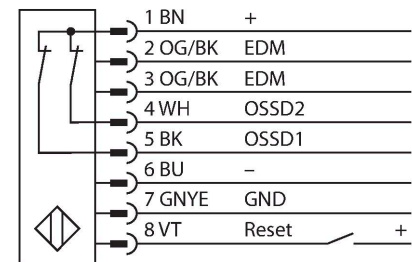 1 BN +
2 OG/BK EDM
3 OG/BK EDM
4 WH OSSD2
5 BK OSSD1
6 BU –
7 GNYE GND
8 VT Reset +